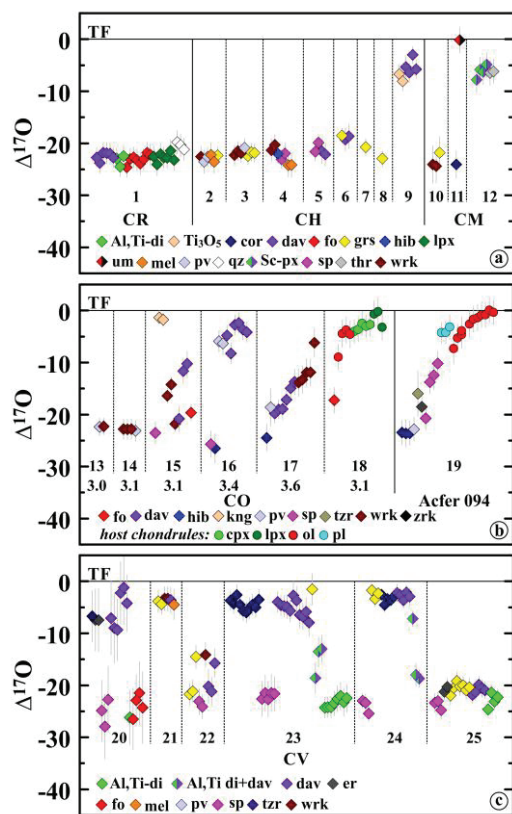 TF
0
-10
-20
-30
-40
Δ17O
1 2 3 4 5 6 7 8 9 10 11 12
CR CH CM
Al,Ti-di Ti3O5 cor dav fo grs hib lpx
um mel pv qz Sc-px sp thr wrk
a
TF
0
-10
-20
-30
-40
Δ17O
13 14 15 16 17 18 19
3.0 3.1 3.1 3.4 3.6 3.1
CO Acfer 094
fo dav hib kng pv sp tzr wrk zrk
host chondrules: cpx lpx ol pl
b
TF
0
-10
-20
-30
-40
Δ17O
20 21 22 23 24 25
CV
Al,Ti-di Al,Ti di+dav dav er
fo mel pv sp tzr wrk
c